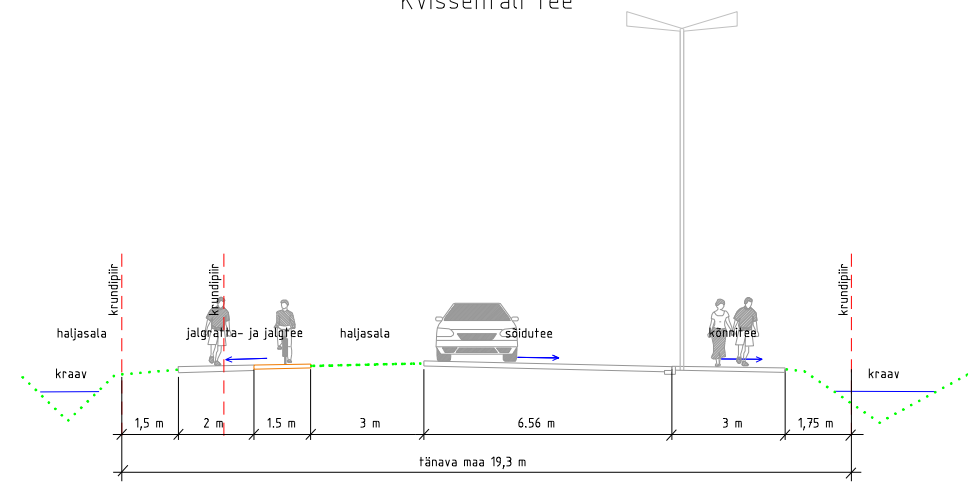 Kvissentali Tee
krundipiir
krundipiir
krundipiir
haljasala
jalgratta- ja jalgtee
haljasala
sõidutee
kõnnitee
kraav
kraav
1,5 m
2 m
1.5 m
3 m
6.56 m
3 m
1,75 m
tänava maa 19,3 m